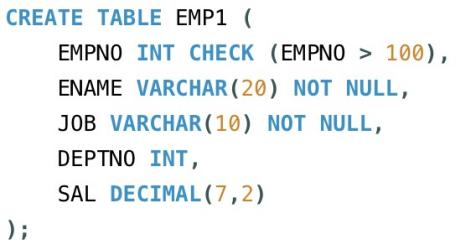 CREATE TABLE EMP1 (
    EMPNO INT CHECK (EMPNO > 100),
    ENAME VARCHAR(20) NOT NULL,
    JOB VARCHAR(10) NOT NULL,
    DEPTNO INT,
    SAL DECIMAL(7,2)
);